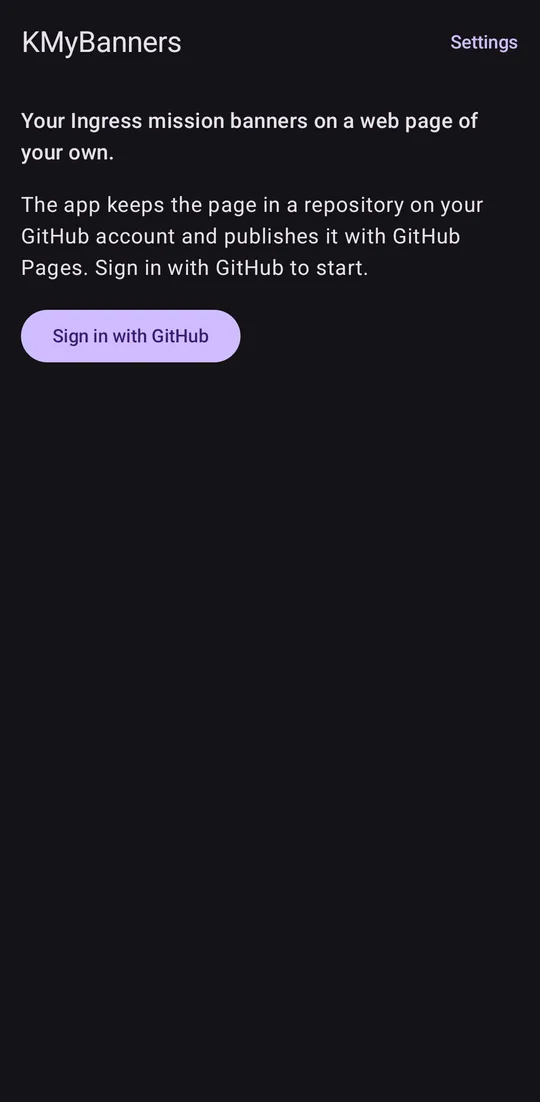 KMyBanners
Settings
Your Ingress mission banners on a web page of
your own.
The app keeps the page in a repository on your
GitHub account and publishes it with GitHub
Pages. Sign in with GitHub to start.
Sign in with GitHub